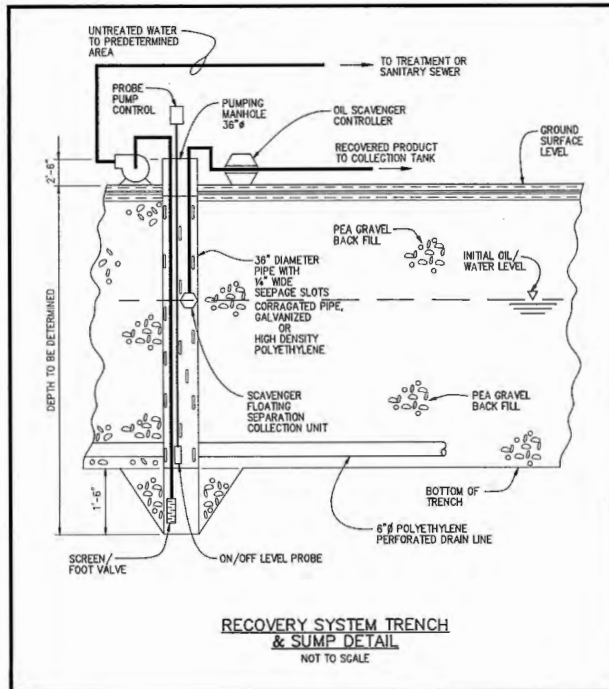 UNTREATED WATER
TO PREDETERMINED
AREA
TO TREATMENT OR
SANITARY SEWER
PROBE
PUMP
CONTROL
PUMPING
MANHOLE
36"Ø
OIL SCAVENGER
CONTROLLER
RECOVERED PRODUCT
TO COLLECTION TANK
GROUND
SURFACE
LEVEL
2'-6"
PEA GRAVEL
BACK FILL
36" DIAMETER
PIPE WITH
¼" WIDE
SEEPAGE SLOTS
CORRAGATED PIPE,
GALVANIZED
OR
HIGH DENSITY
POLYETHYLENE
INITIAL OIL/
WATER LEVEL
DEPTH TO BE DETERMINED
SCAVENGER
FLOATING
SEPARATION
COLLECTION UNIT
PEA GRAVEL
BACK FILL
1'-6"
BOTTOM OF
TRENCH
6"Ø POLYETHYLENE
PERFORATED DRAIN LINE
SCREEN/
FOOT VALVE
ON/OFF LEVEL PROBE
RECOVERY SYSTEM TRENCH
& SUMP DETAIL
NOT TO SCALE